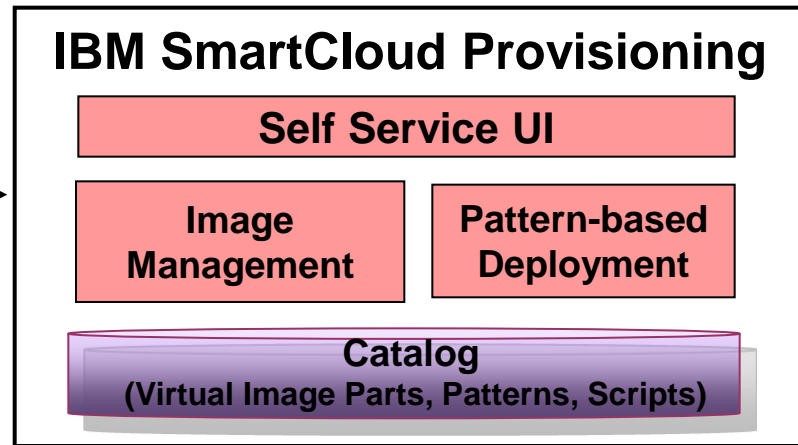 IBM SmartCloud Provisioning
Self Service UI
Image
Management
Pattern-based
Deployment
Catalog
(Virtual Image Parts, Patterns, Scripts)